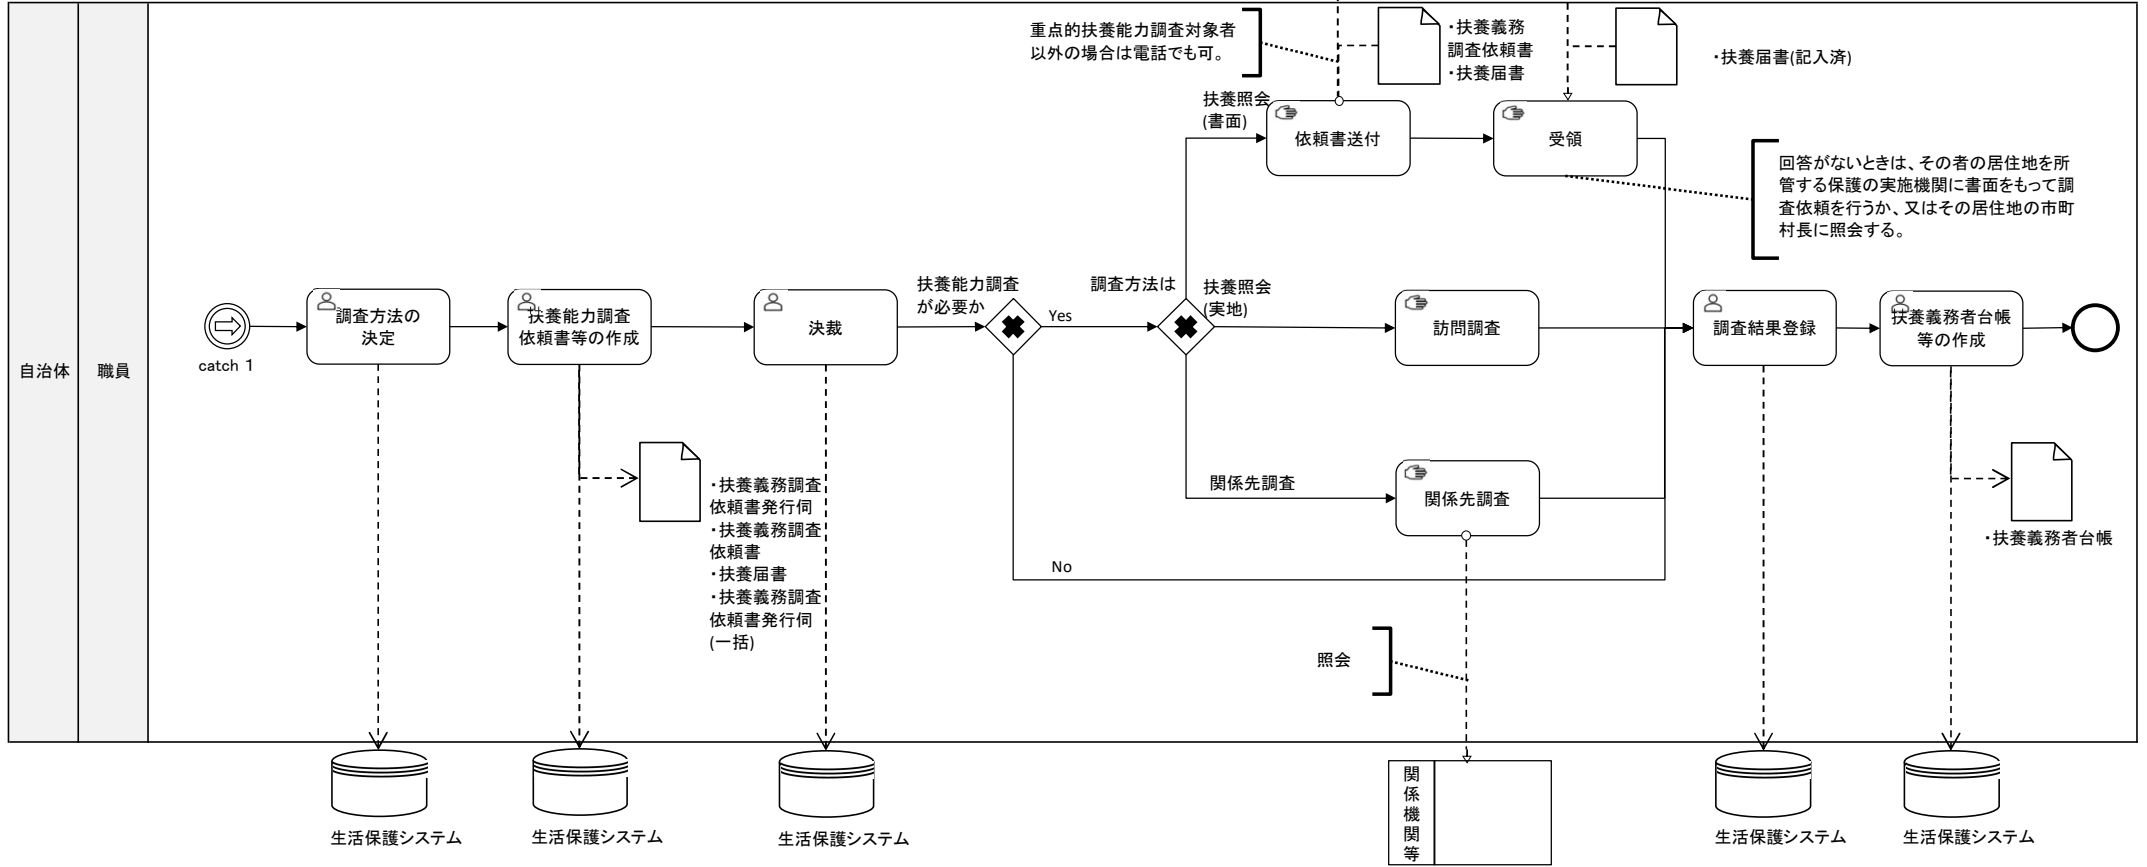 重点的扶養能力調査対象者
以外の場合は電話でも可。
・扶養義務
調査依頼書
・扶養届書
・扶養届書(記入済)
扶養照会
(書面)
依頼書送付
受領
回答がないときは、その者の居住地を所
管する保護の実施機関に書面をもって調
査依頼を行うか、又はその居住地の市町
村長に照会する。
自治体
職員
catch 1
調査方法の
決定
扶養能力調査
依頼書等の作成
決裁
扶養能力調査
が必要か
Yes
調査方法は
扶養照会
(実地)
訪問調査
調査結果登録
扶養義務者台帳
等の作成
・扶養義務調査
依頼書発行伺
・扶養義務調査
依頼書
・扶養届書
・扶養義務調査
依頼書発行伺
(一括)
関係先調査
関係先調査
No
・扶養義務者台帳
照会
関係機関等
生活保護システム
生活保護システム
生活保護システム
生活保護システム
生活保護システム